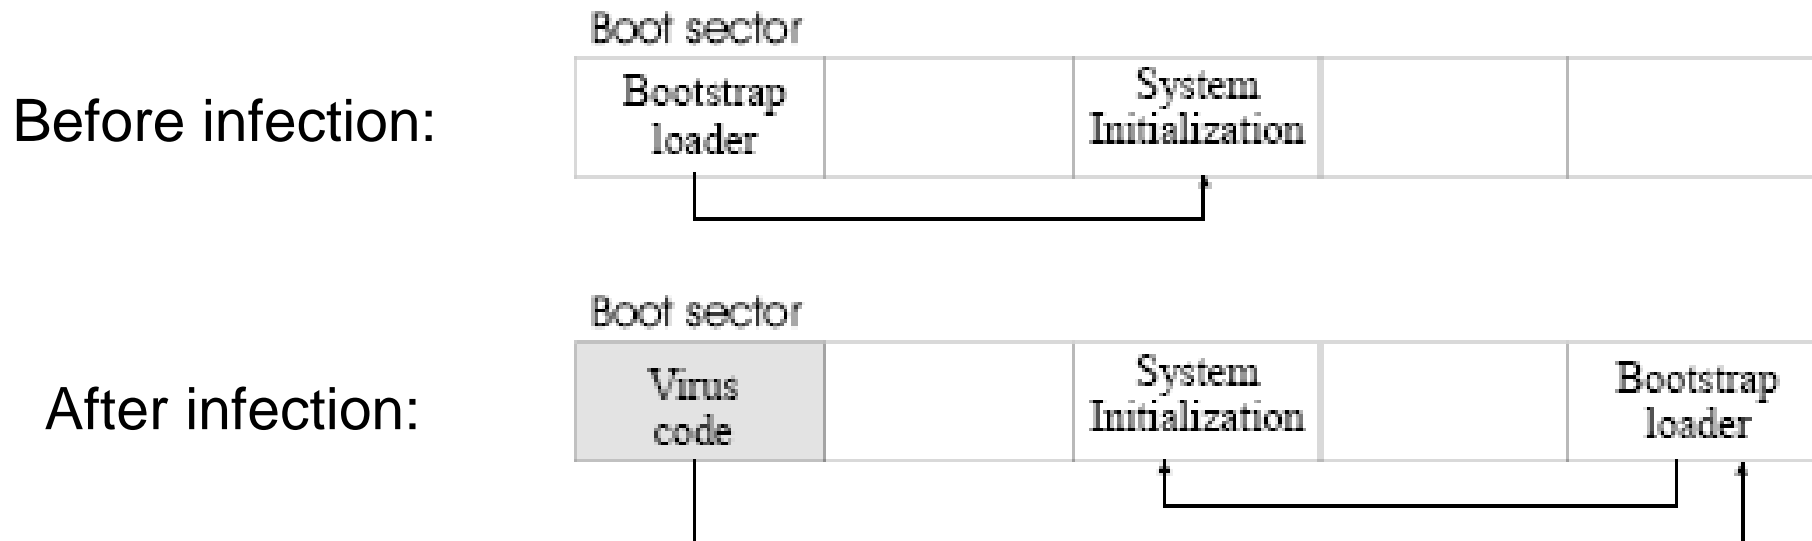 Boot sector
Before infection:
Bootstrap
loader
System
Initialization
Boot sector
After infection:
Virus
code
System
Initialization
Bootstrap
loader